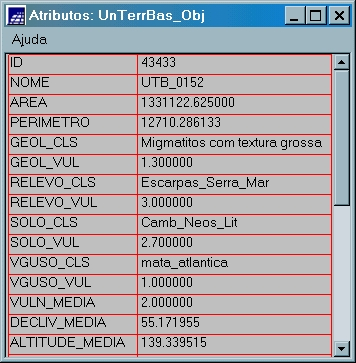 Atributos: UnTerrBas_Obj
Ajuda
ID 43433
NOME UTB_0152
AREA 1331122.625000
PERIMETRO 12710.286133
GEOL_CLS Migmatitos com textura grossa
GEOL_VUL 1.300000
RELEVO_CLS Escarpas_Serra_Mar
RELEVO_VUL 3.000000
SOLO_CLS Camb_Neos_Lit
SOLO_VUL 2.700000
VGUSO_CLS mata_atlantica
VGUSO_VUL 1.000000
VULN_MEDIA 2.000000
DECLIV_MEDIA 55.171955
ALTITUDE_MEDIA 139.339515